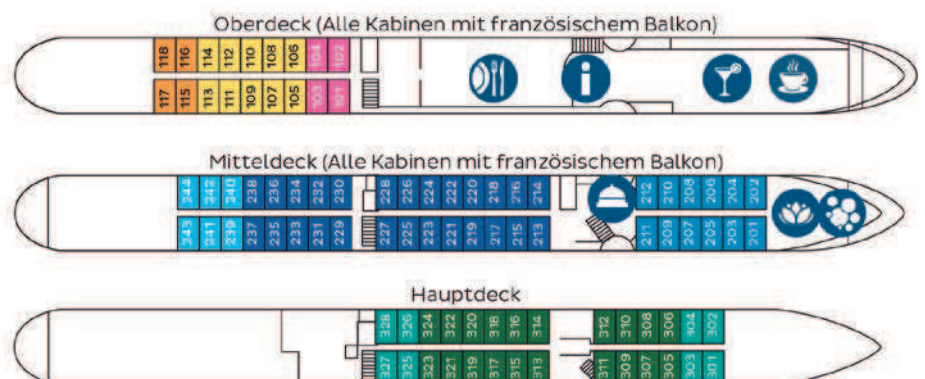 Oberdeck (Alle Kabinen mit französischem Balkon)
118 116 114 112 110 108 106 104 102
117 115 113 111 109 107 105 103 101
Mitteldeck (Alle Kabinen mit französischem Balkon)
244 242 240 238 236 234 232 230 228 226 224 222 220 218 216 214 212 210 208 206 204 202
243 241 239 237 235 233 231 229 227 225 223 221 219 217 215 213 211 209 207 205 203 201
Hauptdeck
328 326 324 322 320 318 316 314 312 310 308 306 304 302
327 325 323 321 319 317 315 313 311 309 307 305 303 301